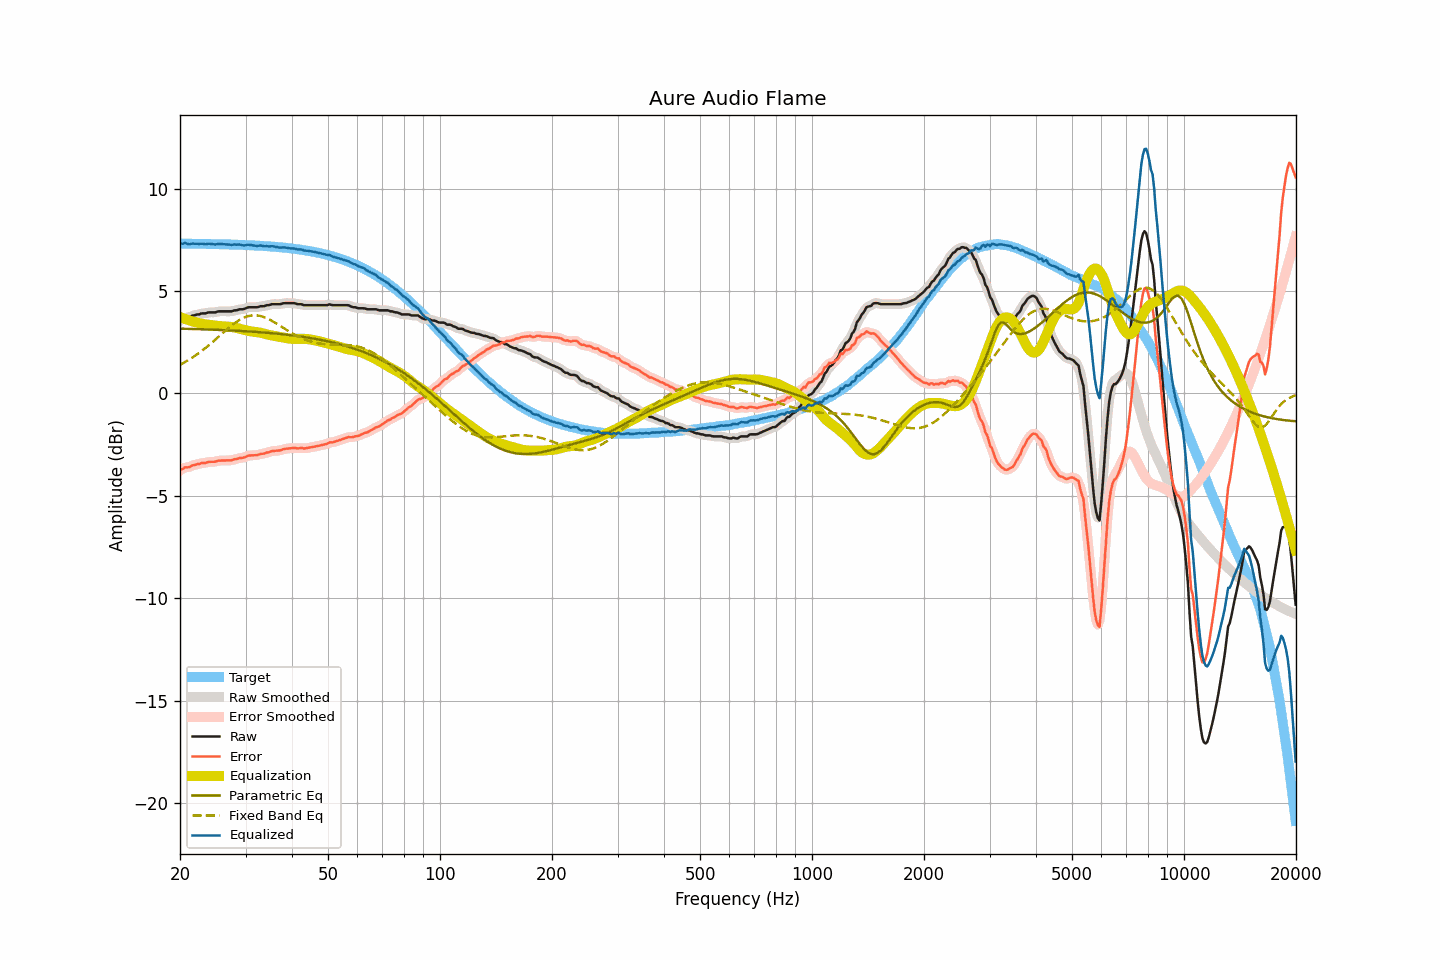 Aure Audio Flame
Amplitude (dBr)
10
5
0
−5
−10
−15
−20
Target
Raw Smoothed
Error Smoothed
Raw
Error
Equalization
Parametric Eq
Fixed Band Eq
Equalized
20 50 100 200 500 1000 2000 5000 10000 20000
Frequency (Hz)